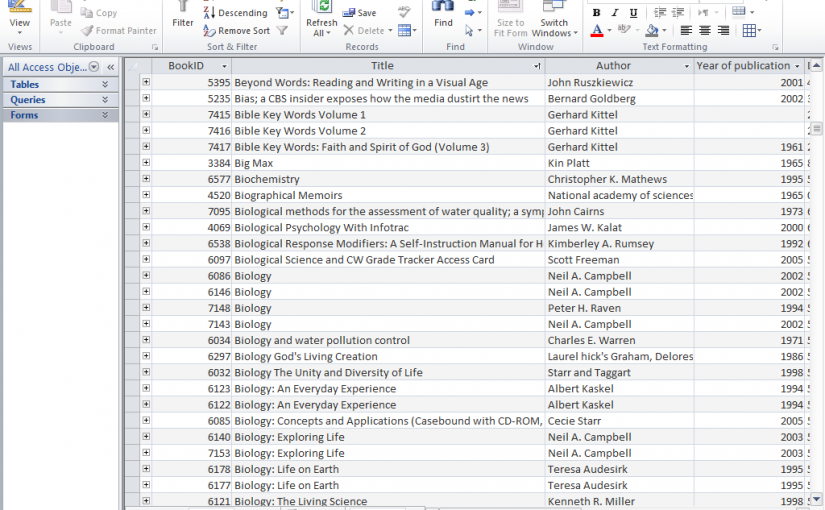 View
Views
Paste
Copy
Format Painter
Clipboard
Filter
Descending
Remove Sort
Sort & Filter
Refresh All
Save
Delete
Records
Find
Find
Size to Fit Form
Switch Windows
Window
B I U
A
Text Formatting
All Access Obje...
Tables
Queries
Forms
BookID Title Author Year of publication
5395 Beyond Words: Reading and Writing in a Visual Age John Ruszkiewicz 2001
5235 Bias; a CBS insider exposes how the media dustirt the news Bernard Goldberg 2002
7415 Bible Key Words Volume 1 Gerhard Kittel
7416 Bible Key Words Volume 2 Gerhard Kittel
7417 Bible Key Words: Faith and Spirit of God (Volume 3) Gerhard Kittel 1961
3384 Big Max Kin Platt 1965
6577 Biochemistry Christopher K. Mathews 1995
4520 Biographical Memoirs National academy of sciences 1965
7095 Biological methods for the assessment of water quality; a symp John Cairns 1973
4069 Biological Psychology With Infotrac James W. Kalat 2000
6538 Biological Response Modifiers: A Self-Instruction Manual for H Kimberley A. Rumsey 1992
6097 Biological Science and CW Grade Tracker Access Card Scott Freeman 2005
6086 Biology Neil A. Campbell 2002
6146 Biology Neil A. Campbell 2002
7148 Biology Peter H. Raven 1994
7143 Biology Neil A. Campbell 2002
6034 Biology and water pollution control Charles E. Warren 1971
6297 Biology God's Living Creation Laurel hick's Graham, Delores 1986
6032 Biology The Unity and Diversity of Life Starr and Taggart 1998
6123 Biology: An Everyday Experience Albert Kaskel 1994
6122 Biology: An Everyday Experience Albert Kaskel 1994
6085 Biology: Concepts and Applications (Casebound with CD-ROM, Cecie Starr 2005
6140 Biology: Exploring Life Neil A. Campbell 2003
7153 Biology: Exploring Life Neil A. Campbell 2003
6178 Biology: Life on Earth Teresa Audesirk 1995
6177 Biology: Life on Earth Teresa Audesirk 1995
6121 Biology: The Living Science Kenneth R. Miller 1998